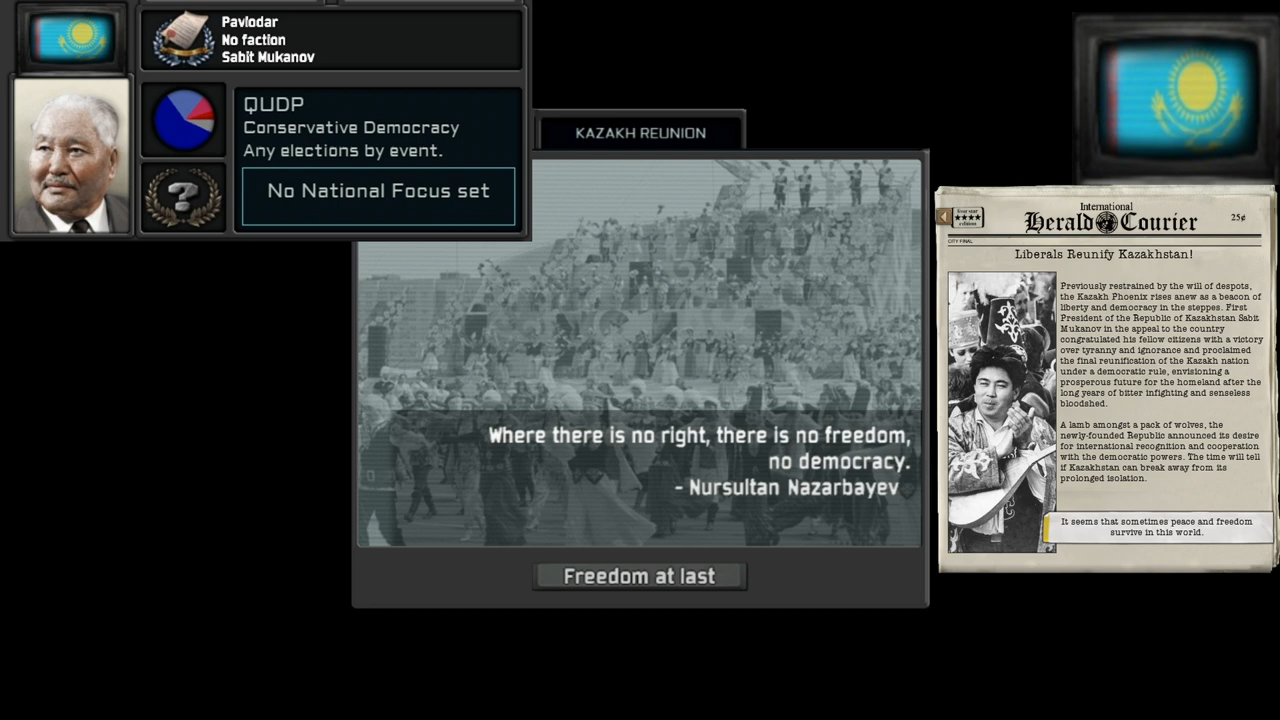 Pavlodar
No faction
Sabit Mukanov
QUDP
Conservative Democracy
Any elections by event.
No National Focus set
KAZAKH REUNION
Where there is no right, there is no freedom,
no democracy.
- Nursultan Nazarbayev
Freedom at last
International
Herald Courier
four star
edition
25¢
CITY FINAL
Liberals Reunify Kazakhstan!
Previously restrained by the will of despots,
the Kazakh Phoenix rises anew as a beacon of
liberty and democracy in the steppes. First
President of the Republic of Kazakhstan Sabit
Mukanov in the appeal to the country
congratulated his fellow citizens with a victory
over tyranny and ignorance and proclaimed
the final reunification of the Kazakh nation
under a democratic rule, envisioning a
prosperous future for the homeland after the
long years of bitter infighting and senseless
bloodshed.
A lamb amongst a pack of wolves, the
newly-founded Republic announced its desire
for international recognition and cooperation
with the democratic powers. The time will tell
if Kazakhstan can break away from its
prolonged isolation.
It seems that sometimes peace and freedom
survive in this world.